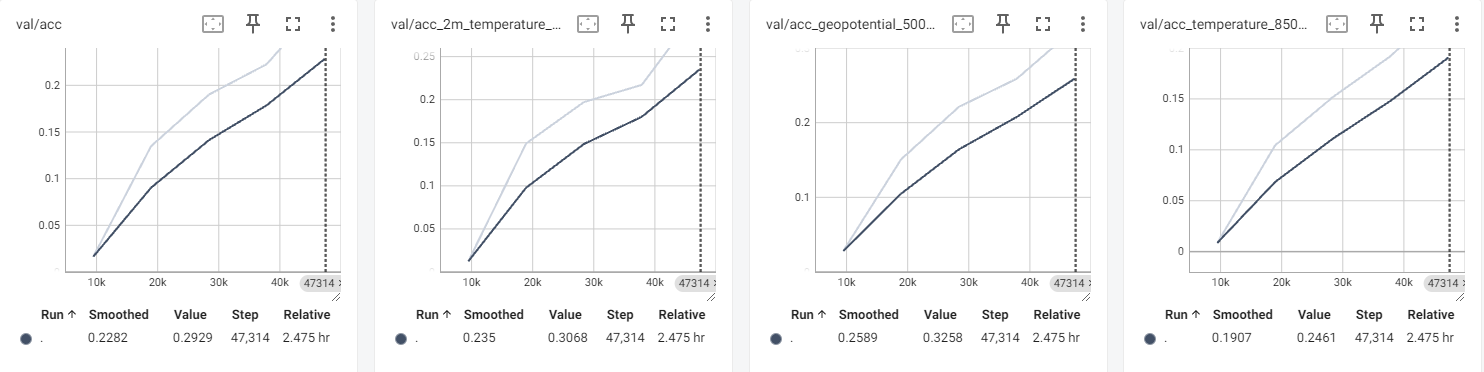 val/acc
0.2
0.15
0.1
0.05
10k 20k 30k 40k 47314
Run ↑ Smoothed Value Step Relative
. 0.2282 0.2929 47,314 2.475 hr
val/acc_2m_temperature_...
0.25
0.2
0.15
0.1
0.05
10k 20k 30k 40k 47314
Run ↑ Smoothed Value Step Relative
. 0.235 0.3068 47,314 2.475 hr
val/acc_geopotential_500...
0.2
0.1
10k 20k 30k 40k 47314
Run ↑ Smoothed Value Step Relative
. 0.2589 0.3258 47,314 2.475 hr
val/acc_temperature_850...
0.15
0.1
0.05
0
10k 20k 30k 40k 47314
Run ↑ Smoothed Value Step Relative
. 0.1907 0.2461 47,314 2.475 hr